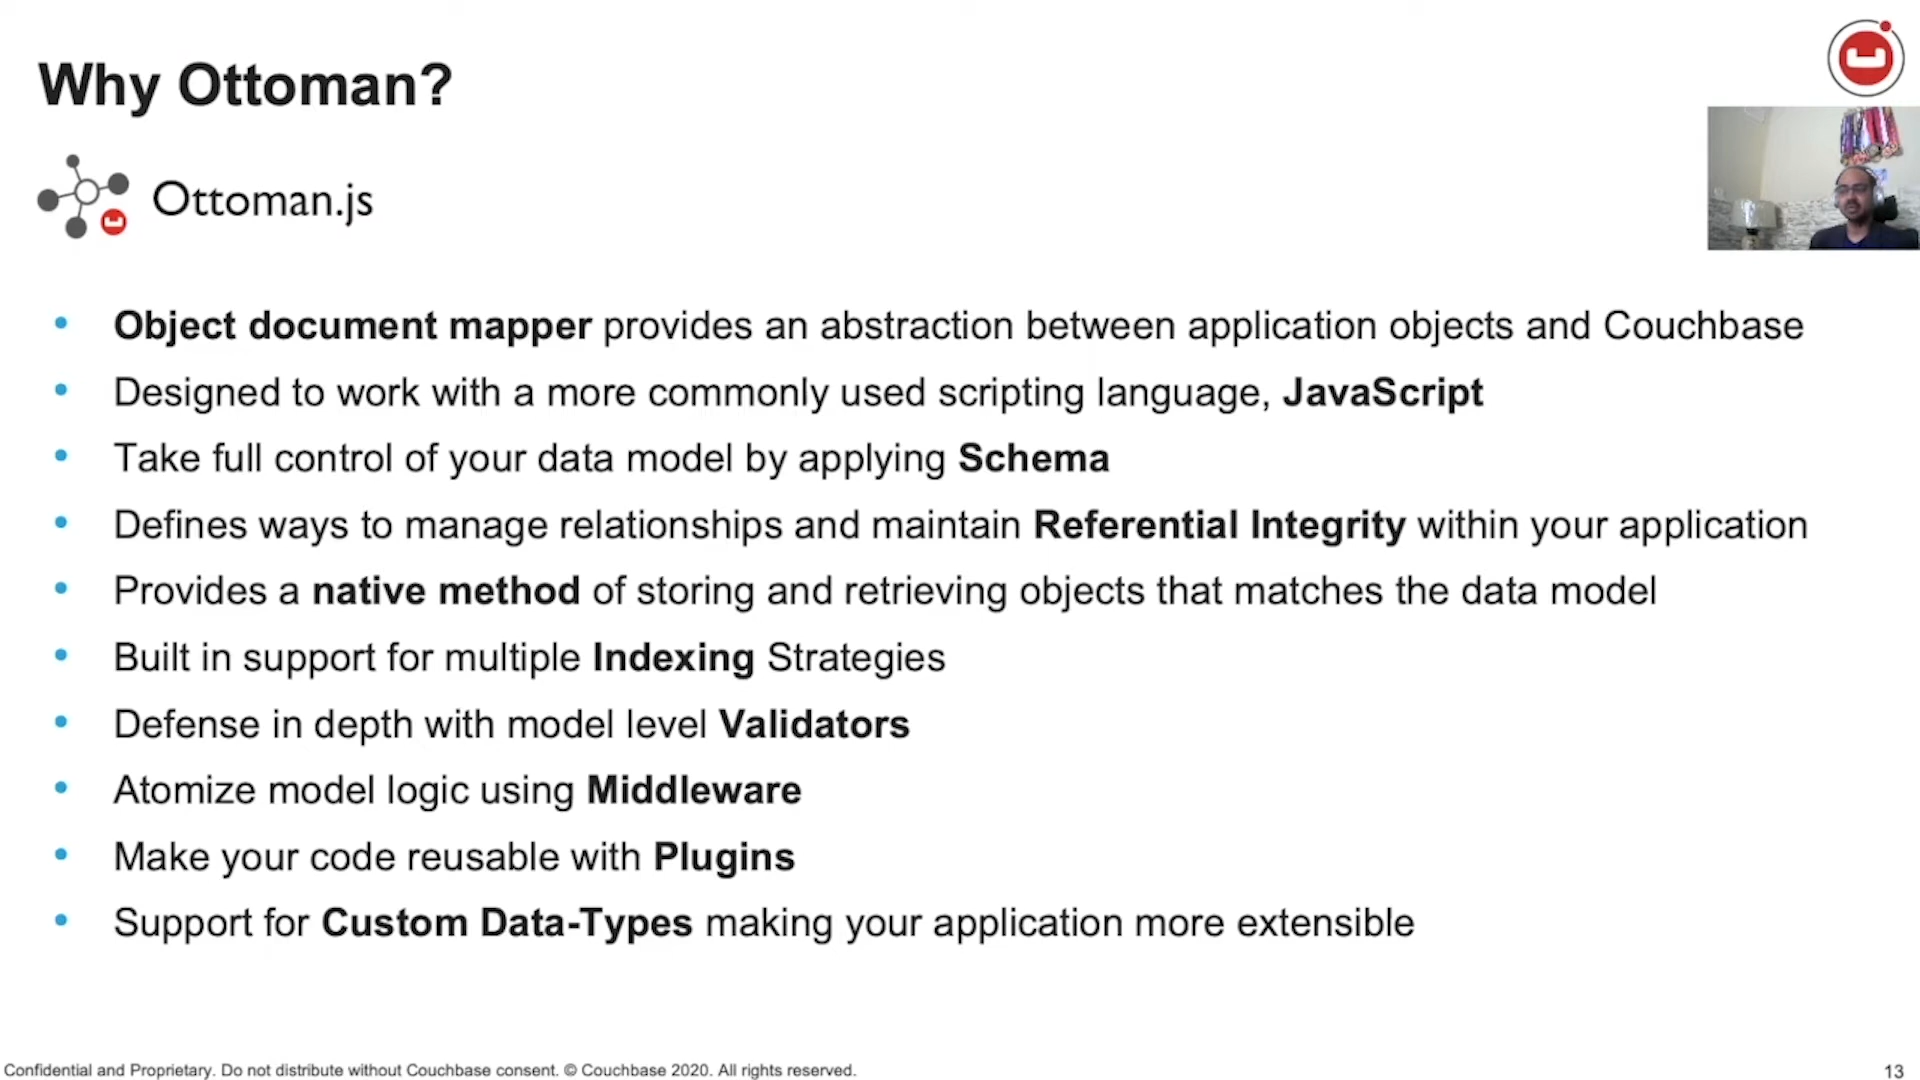 Why Ottoman?
Ottoman.js
• Object document mapper provides an abstraction between application objects and Couchbase
• Designed to work with a more commonly used scripting language, JavaScript
• Take full control of your data model by applying Schema
• Defines ways to manage relationships and maintain Referential Integrity within your application
• Provides a native method of storing and retrieving objects that matches the data model
• Built in support for multiple Indexing Strategies
• Defense in depth with model level Validators
• Atomize model logic using Middleware
• Make your code reusable with Plugins
• Support for Custom Data-Types making your application more extensible
Confidential and Proprietary. Do not distribute without Couchbase consent. © Couchbase 2020. All rights reserved.
13